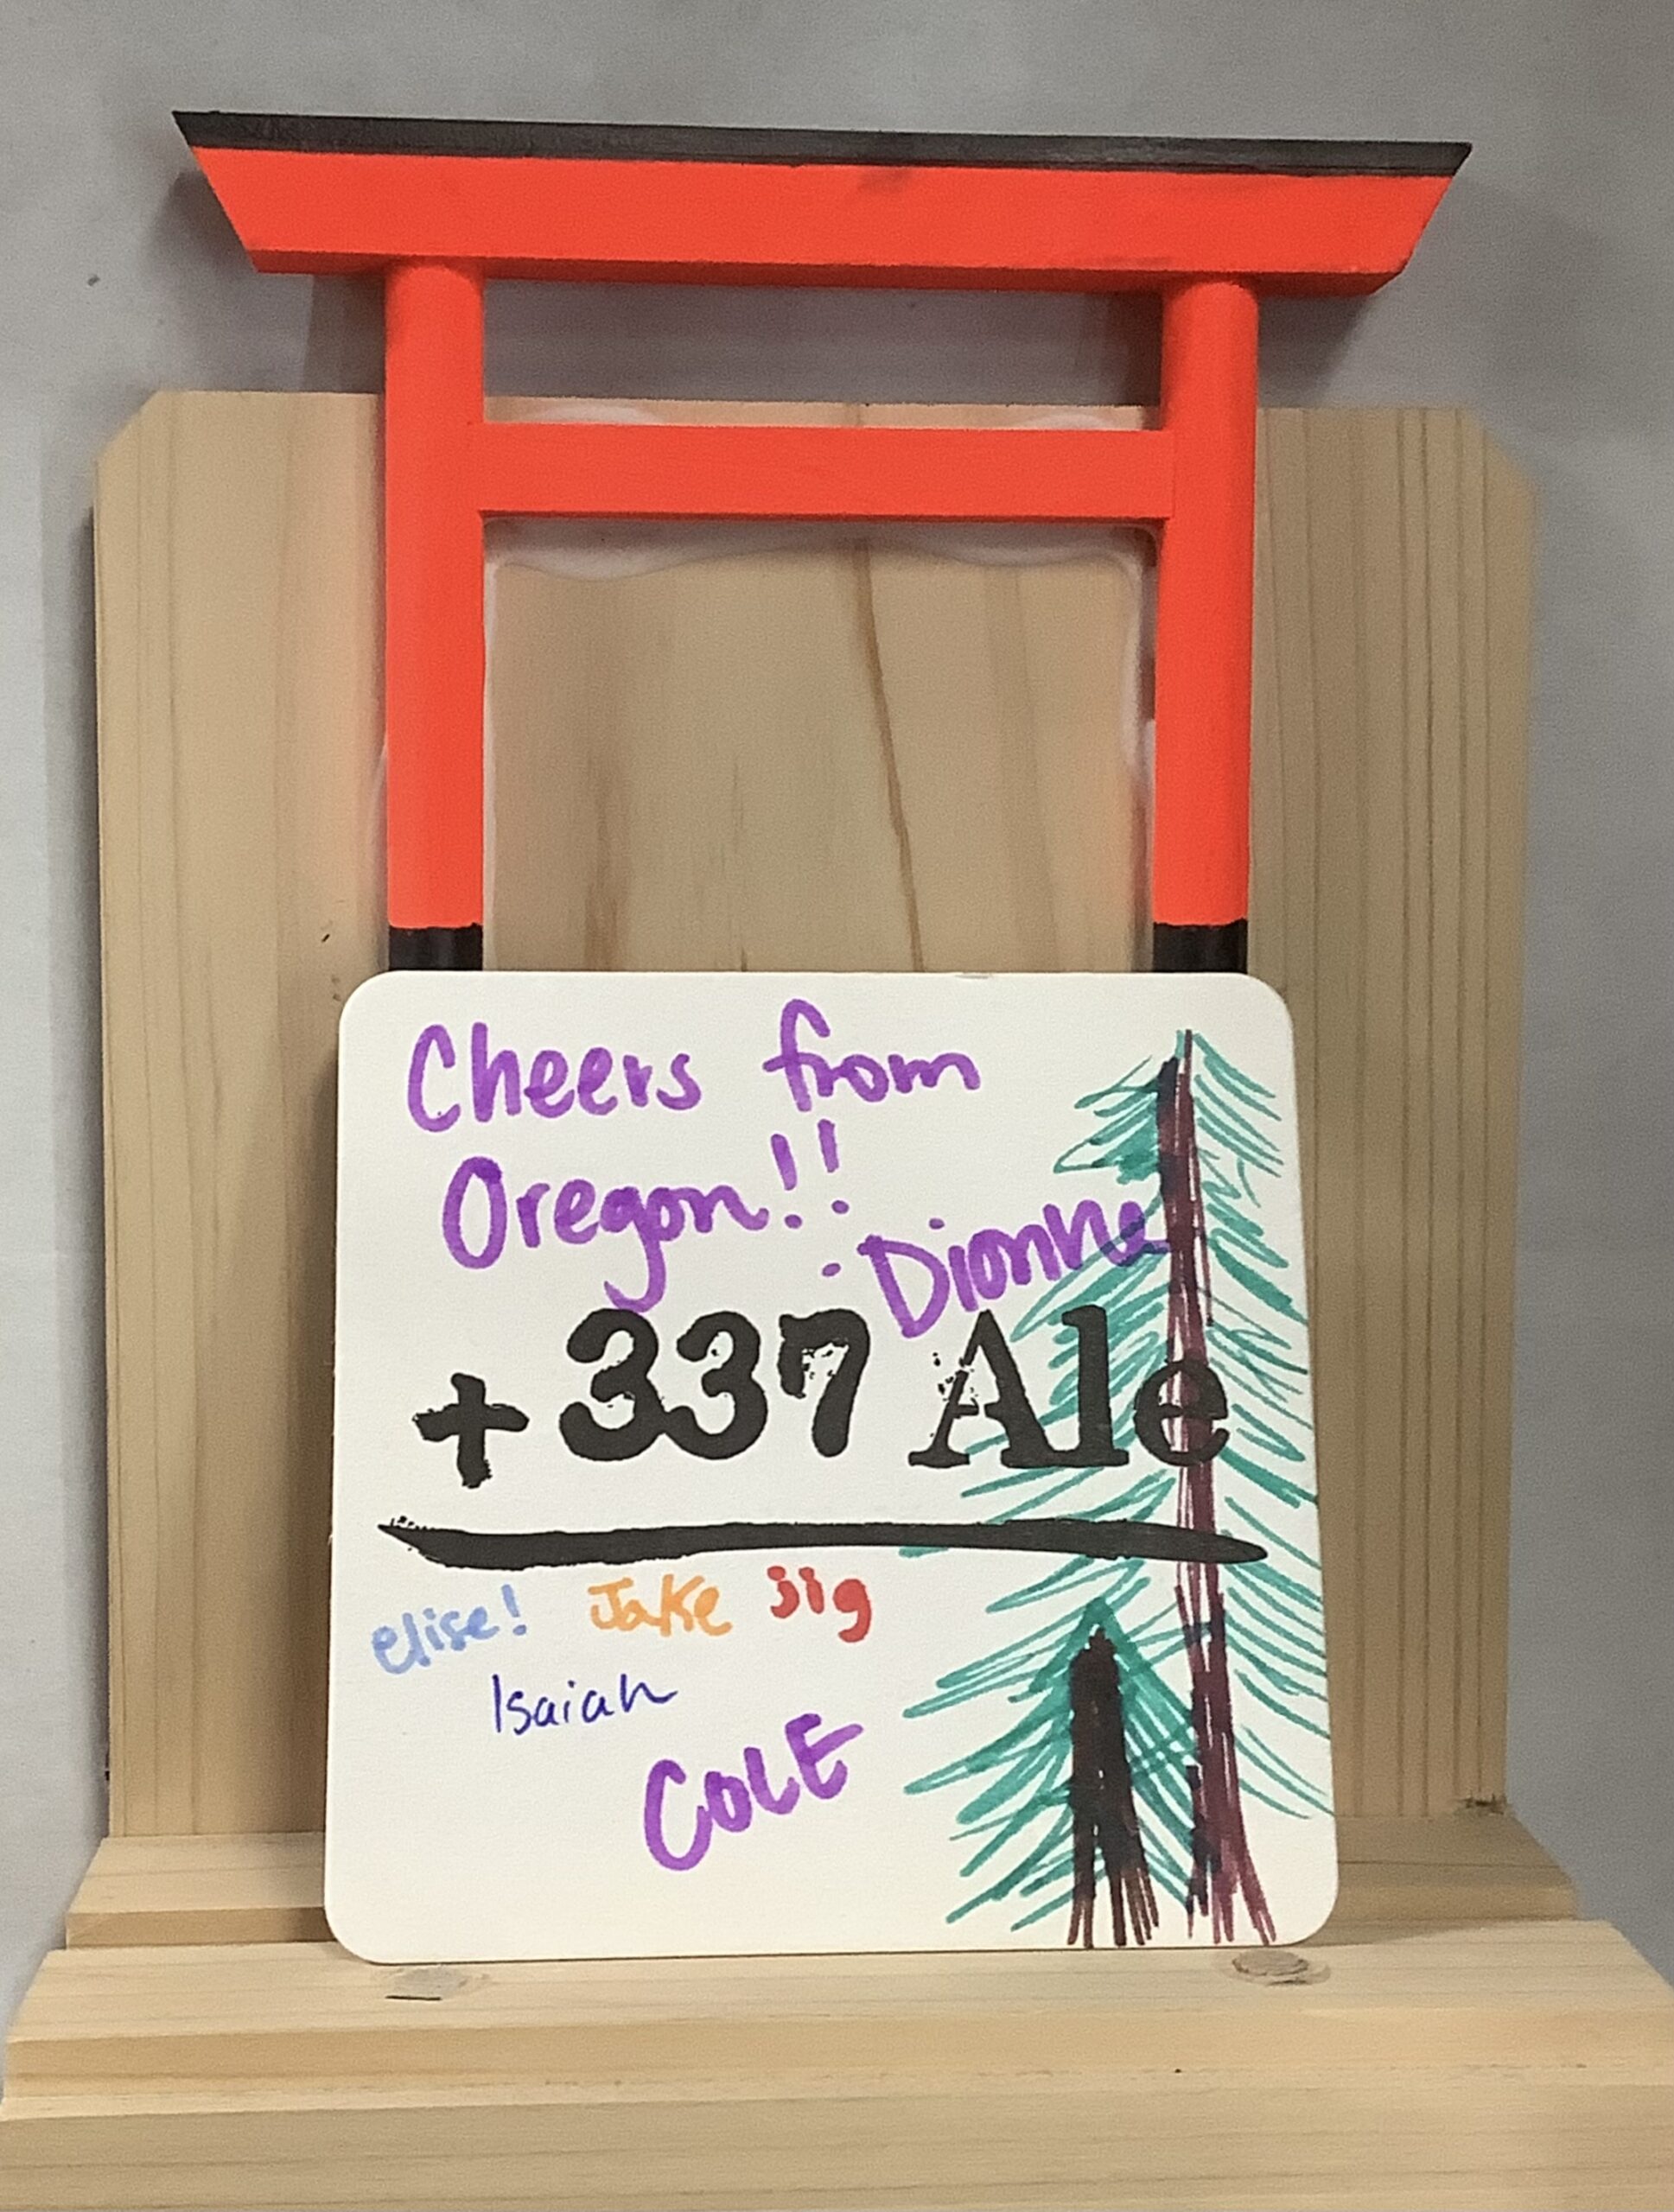 Cheers from
Oregon!!
· Dionne
+337 Ale
elise! Jake jig
Isaiah
COLE